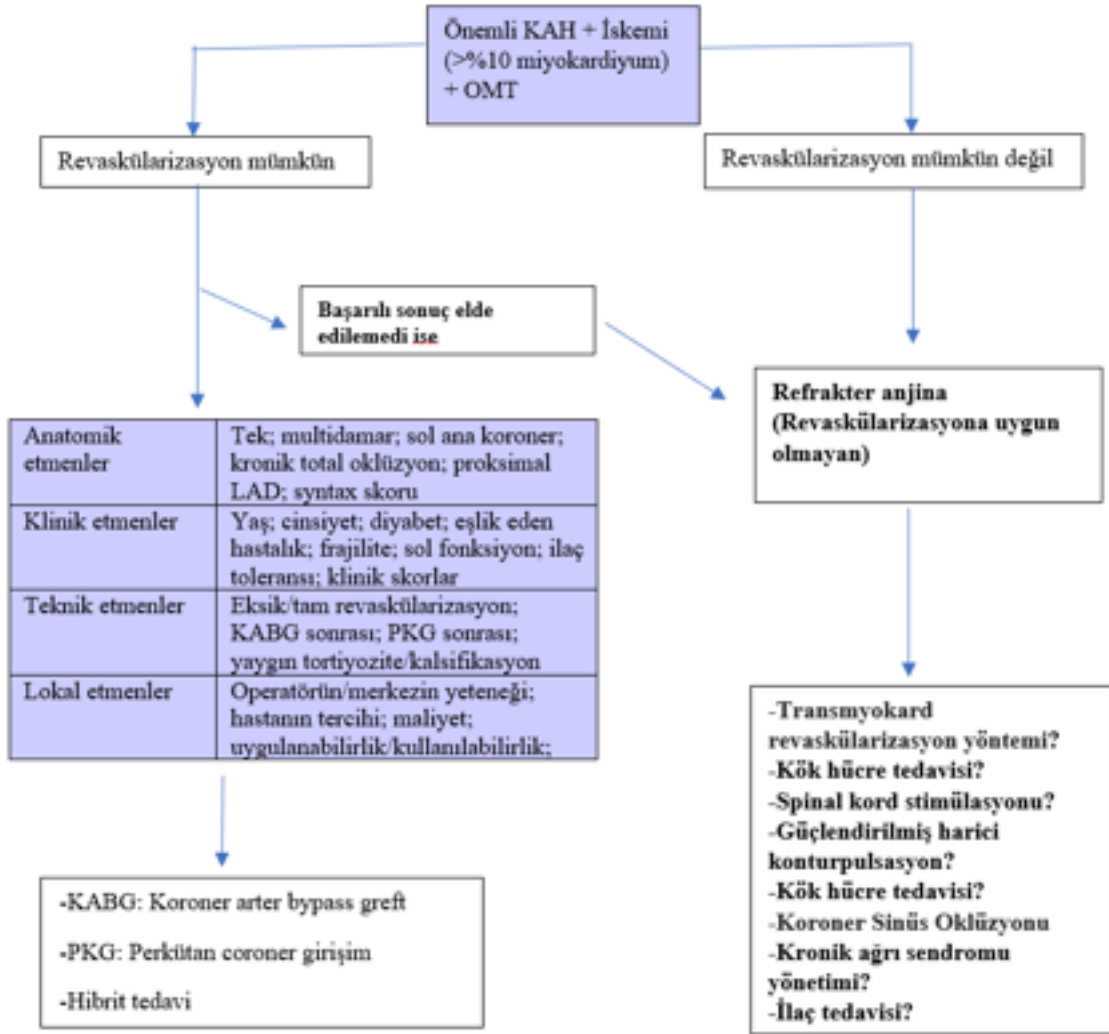 Önemli KAH + İskemi
(>%10 miyokardiyum)
+ OMT
Revaskülarizasyon mümkün
Revaskülarizasyon mümkün değil
Başarılı sonuç elde
edilemedi ise
Refrakter anjina
(Revaskülarizasyona uygun
olmayan)
Anatomik
etmenler
Tek; multidamar; sol ana koroner;
kronik total oklüzyon; proksimal
LAD; syntax skoru
Klinik etmenler
Yaş; cinsiyet; diyabet; eşlik eden
hastalık; frajilite; sol fonksiyon; ilaç
toleransı; klinik skorlar
Teknik etmenler
Eksik/tam revaskülarizasyon;
KABG sonrası; PKG sonrası;
yaygın tortiyozite/kalsifikasyon
Lokal etmenler
Operatörün/merkezin yeteneği;
hastanın tercihi; maliyet;
uygulanabilirlik/kullanılabilirlik;
-KABG: Koroner arter bypass greft
-PKG: Perkütan coroner girişim
-Hibrit tedavi
-Transmyokard
revaskülarizasyon yöntemi?
-Kök hücre tedavisi?
-Spinal kord stimülasyonu?
-Güçlendirilmiş harici
konturpulsasyon?
-Kök hücre tedavisi?
-Koroner Sinüs Oklüzyonu
-Kronik ağrı sendromu
yönetimi?
-İlaç tedavisi?